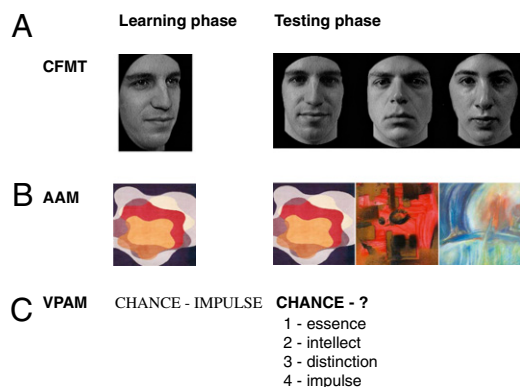 A
Learning phase
Testing phase
CFMT
B
AAM
C
VPAM
CHANCE - IMPULSE
CHANCE - ?
1 - essence
2 - intellect
3 - distinction
4 - impulse